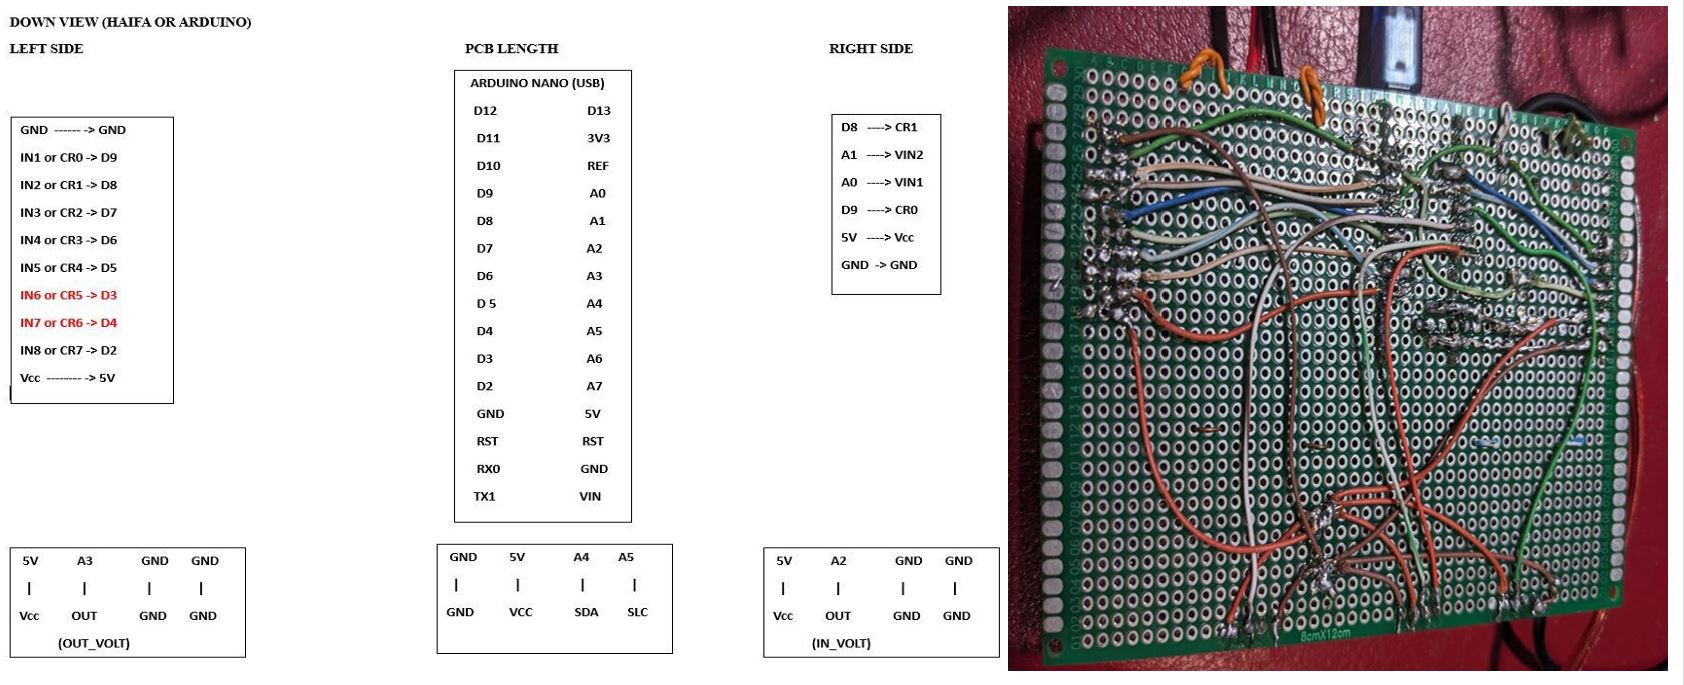 DOWN VIEW (HAIFA OR ARDUINO)
LEFT SIDE
PCB LENGTH
RIGHT SIDE
GND ------ -> GND
IN1 or CR0 -> D9
IN2 or CR1 -> D8
IN3 or CR2 -> D7
IN4 or CR3 -> D6
IN5 or CR4 -> D5
IN6 or CR5 -> D3
IN7 or CR6 -> D4
IN8 or CR7 -> D2
Vcc -------- -> 5V
ARDUINO NANO (USB)
D12 D13
D11 3V3
D10 REF
D9 A0
D8 A1
D7 A2
D6 A3
D 5 A4
D4 A5
D3 A6
D2 A7
GND 5V
RST RST
RX0 GND
TX1 VIN
D8 ----> CR1
A1 ----> VIN2
A0 ----> VIN1
D9 ----> CR0
5V ----> Vcc
GND -> GND
5V A3 GND GND
| | | |
Vcc OUT GND GND
(OUT_VOLT)
GND 5V A4 A5
| | | |
GND VCC SDA SLC
5V A2 GND GND
| | | |
Vcc OUT GND GND
(IN_VOLT)
8cmX12cm